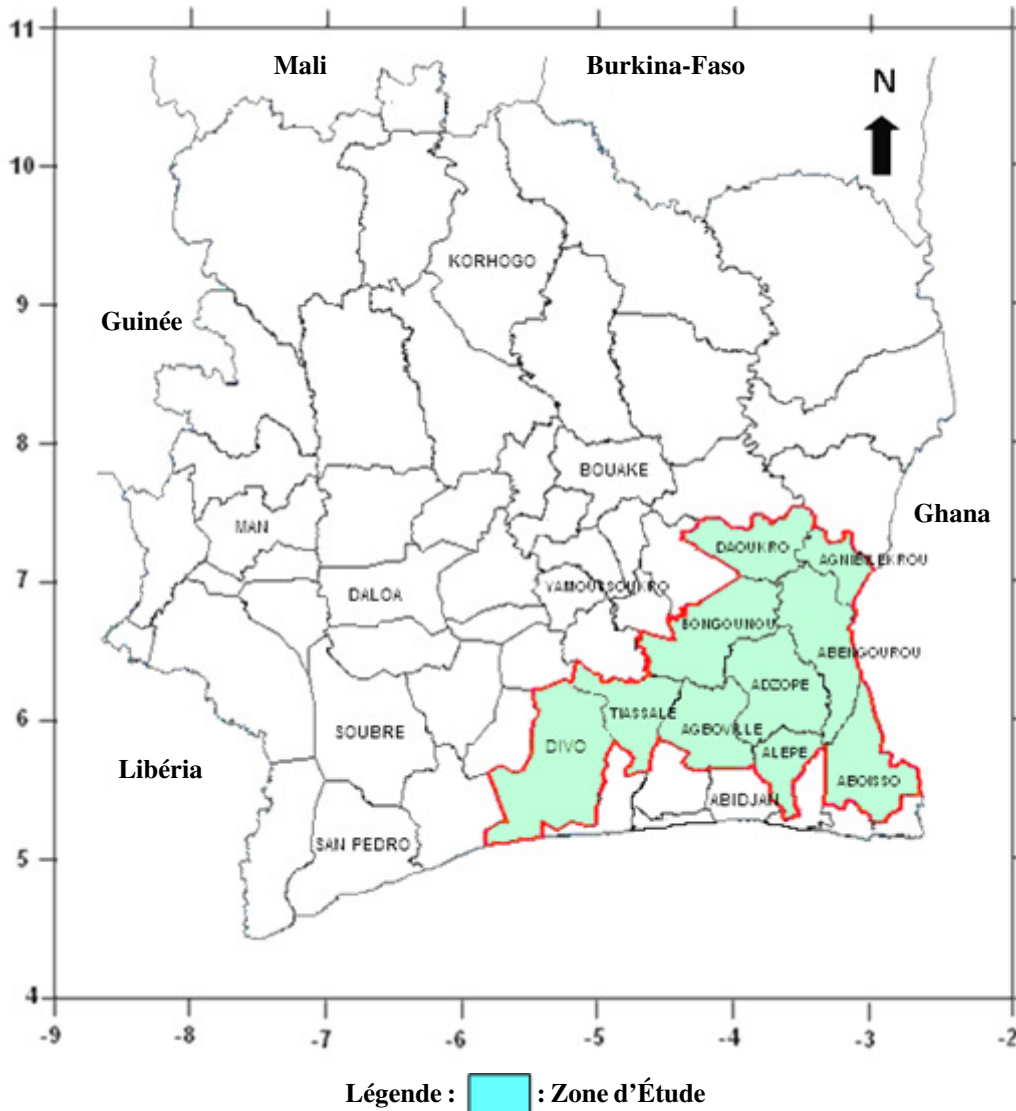 11
Mali Burkina-Faso
N
10
KORHOGO
9
Guinée
8
BOUAKE
MAN
Ghana
DAOUKRO
AGNIBILEKROU
7
YAMOUSSOUKRO
DALOA
BONGOUNOU
ABENGOUROU
ADZOPE
TIASSALE
6
SOUBRE
DIVO
AGBOVILLE
ALEPE
Libéria
ABOISSO
ABIDJAN
SAN PEDRO
5
4
-9 -8 -7 -6 -5 -4 -3 -2
Légende : : Zone d’Étude